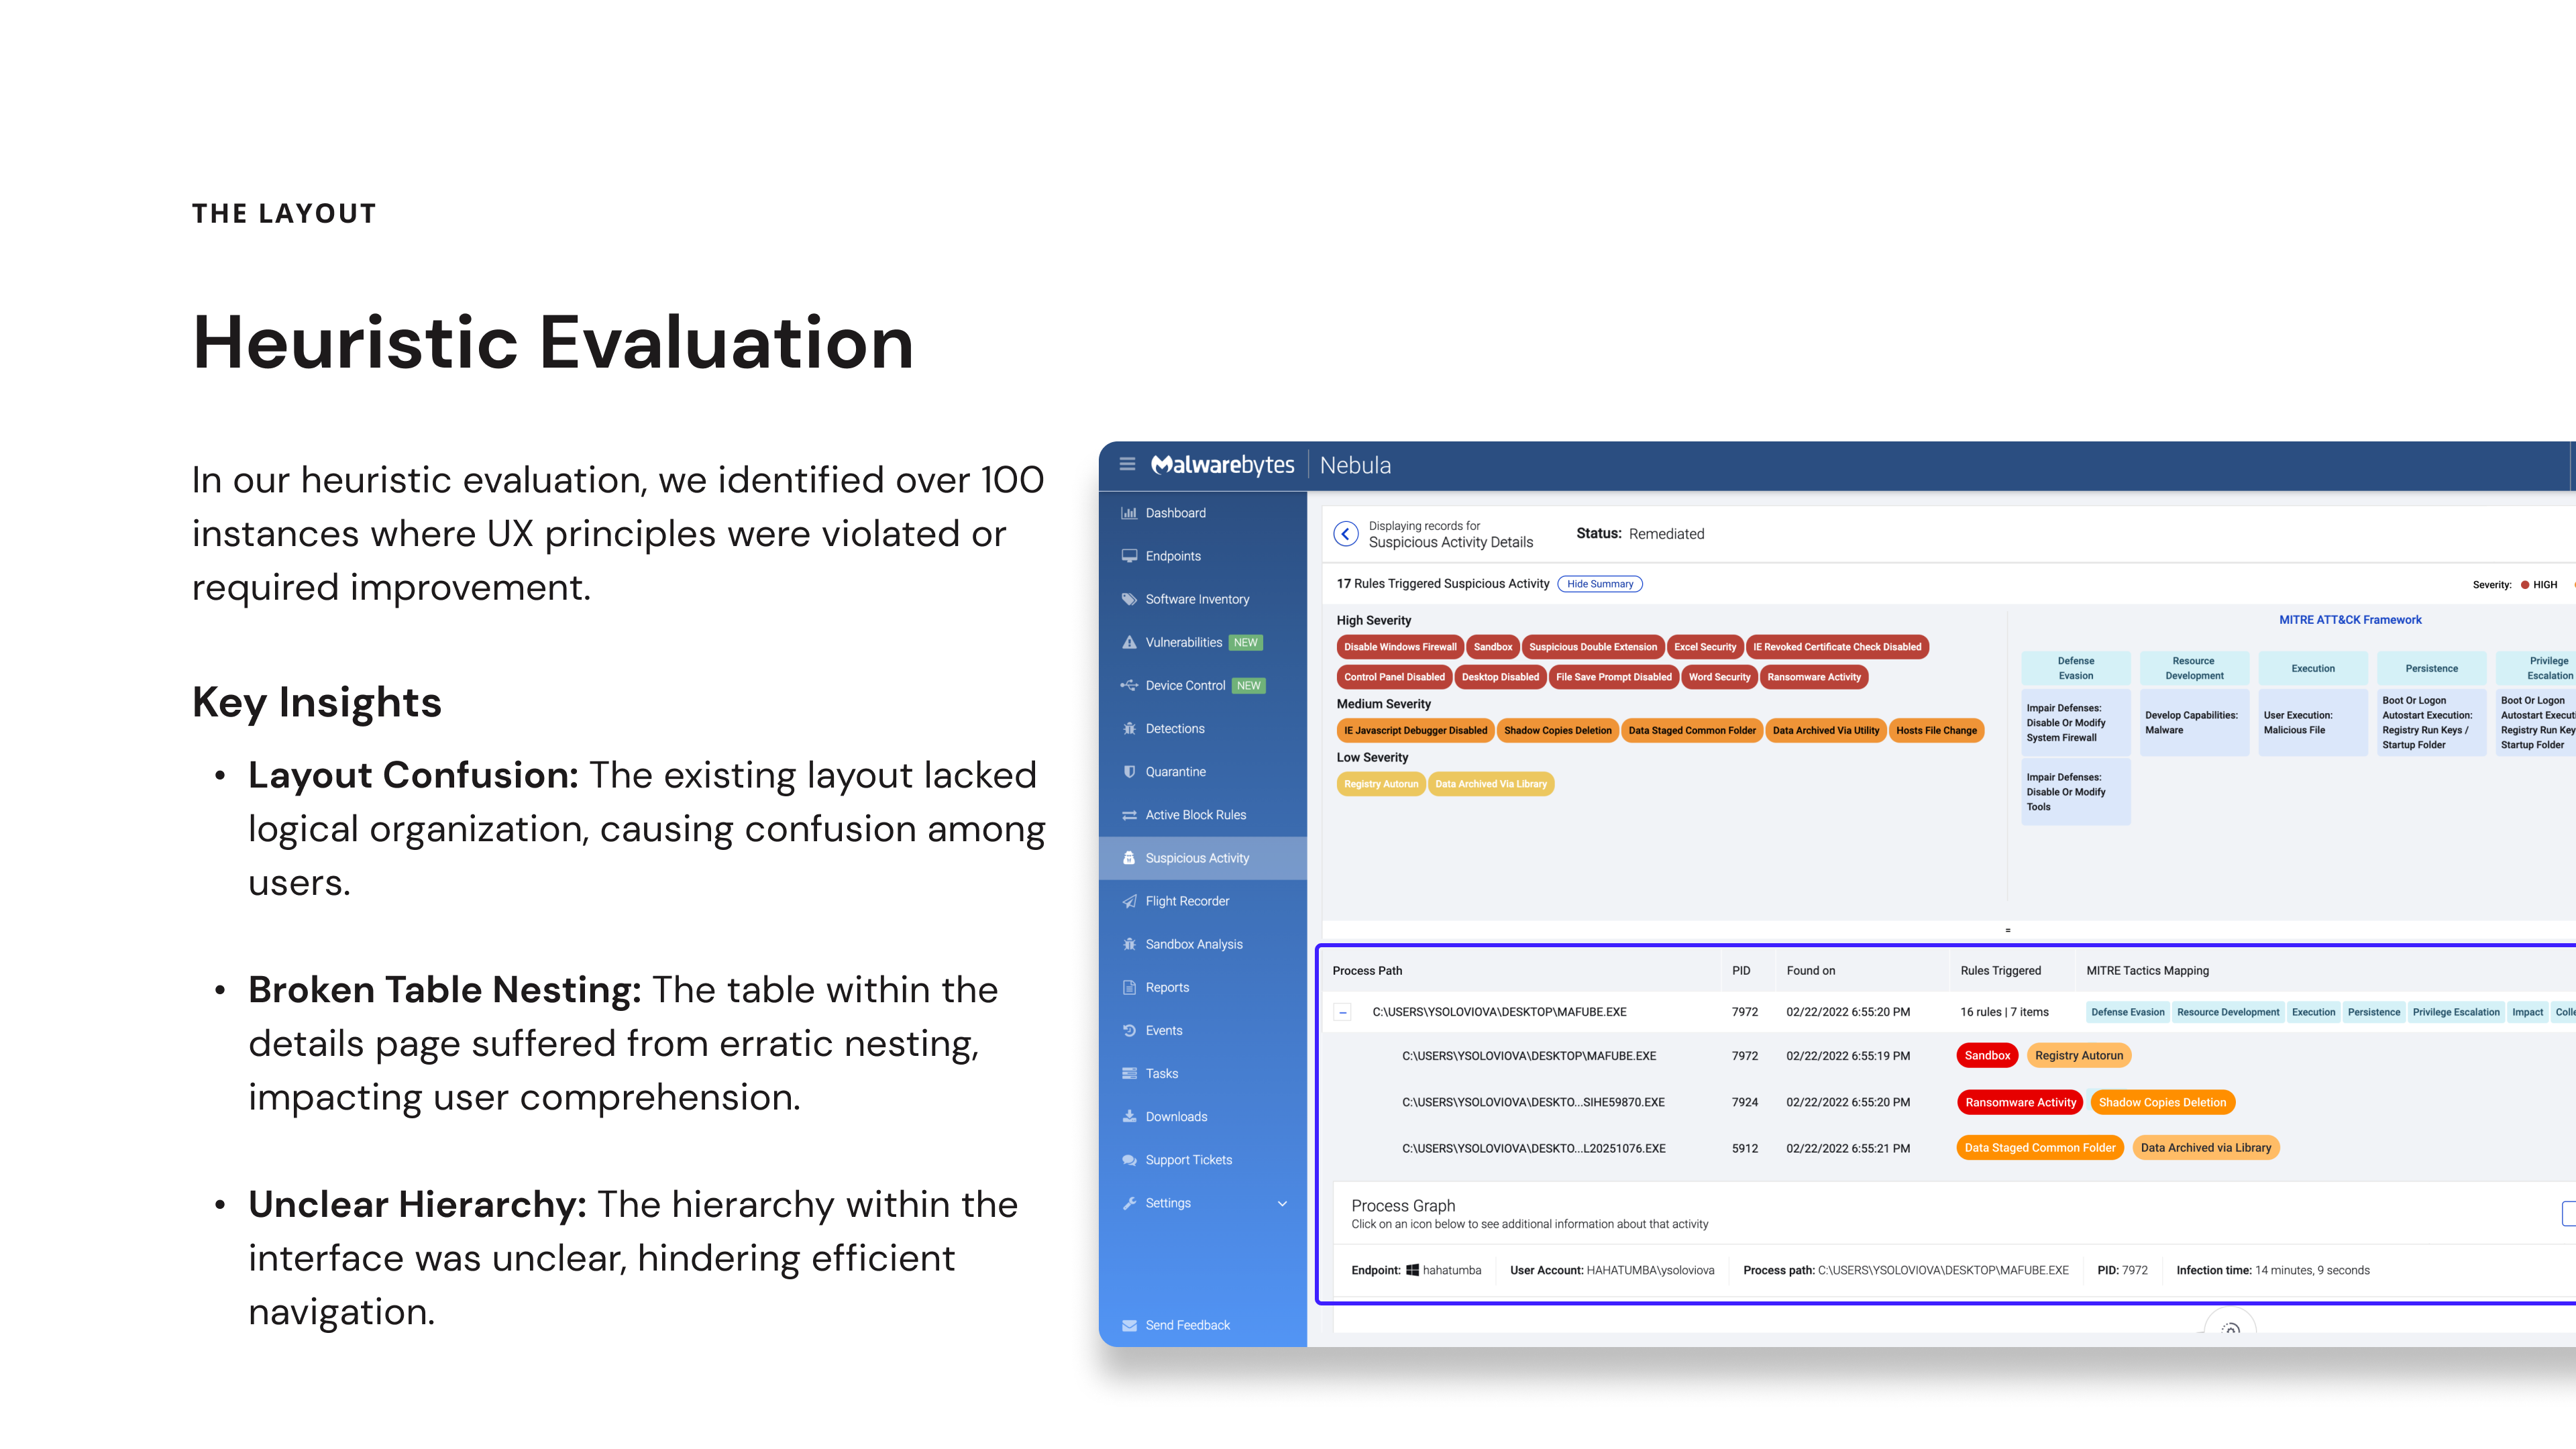 THE LAYOUT
Heuristic Evaluation
In our heuristic evaluation, we identified over 100
instances where UX principles were violated or
required improvement.
Key Insights
• Layout Confusion: The existing layout lacked
logical organization, causing confusion among
users.
• Broken Table Nesting: The table within the
details page suffered from erratic nesting,
impacting user comprehension.
• Unclear Hierarchy: The hierarchy within the
interface was unclear, hindering efficient
navigation.
Malwarebytes | Nebula
Dashboard
Endpoints
Software Inventory
Vulnerabilities NEW
Device Control NEW
Detections
Quarantine
Active Block Rules
Suspicious Activity
Flight Recorder
Sandbox Analysis
Reports
Events
Tasks
Downloads
Support Tickets
Settings
Send Feedback
Displaying records for
Suspicious Activity Details
Status: Remediated
17 Rules Triggered Suspicious Activity Hide Summary
Severity: HIGH
High Severity
Disable Windows Firewall Sandbox Suspicious Double Extension Excel Security IE Revoked Certificate Check Disabled
Control Panel Disabled Desktop Disabled File Save Prompt Disabled Word Security Ransomware Activity
Medium Severity
IE Javascript Debugger Disabled Shadow Copies Deletion Data Staged Common Folder Data Archived Via Utility Hosts File Change
Low Severity
Registry Autorun Data Archived Via Library
MITRE ATT&CK Framework
Defense
Evasion
Impair Defenses:
Disable Or Modify
System Firewall
Impair Defenses:
Disable Or Modify
Tools
Resource
Development
Develop Capabilities:
Malware
Execution
User Execution:
Malicious File
Persistence
Boot Or Logon
Autostart Execution:
Registry Run Keys /
Startup Folder
Privilege
Escalation
Boot Or Logon
Autostart
Registry Run
Startup Folder
=
Process Path PID Found on Rules Triggered MITRE Tactics Mapping
– C:\USERS\YSOLOVIOVA\DESKTOP\MAFUBE.EXE 7972 02/22/2022 6:55:20 PM 16 rules | 7 items Defense Evasion Resource Development Execution Persistence Privilege Escalation Impact
C:\USERS\YSOLOVIOVA\DESKTOP\MAFUBE.EXE 7972 02/22/2022 6:55:19 PM Sandbox Registry Autorun
C:\USERS\YSOLOVIOVA\DESKTO...SIHE59870.EXE 7924 02/22/2022 6:55:20 PM Ransomware Activity Shadow Copies Deletion
C:\USERS\YSOLOVIOVA\DESKTO...L20251076.EXE 5912 02/22/2022 6:55:21 PM Data Staged Common Folder Data Archived via Library
Process Graph
Click on an icon below to see additional information about that activity
Endpoint: hahatumba User Account: HAHATUMBA\ysoloviova Process path: C:\USERS\YSOLOVIOVA\DESKTOP\MAFUBE.EXE PID: 7972 Infection time: 14 minutes, 9 seconds